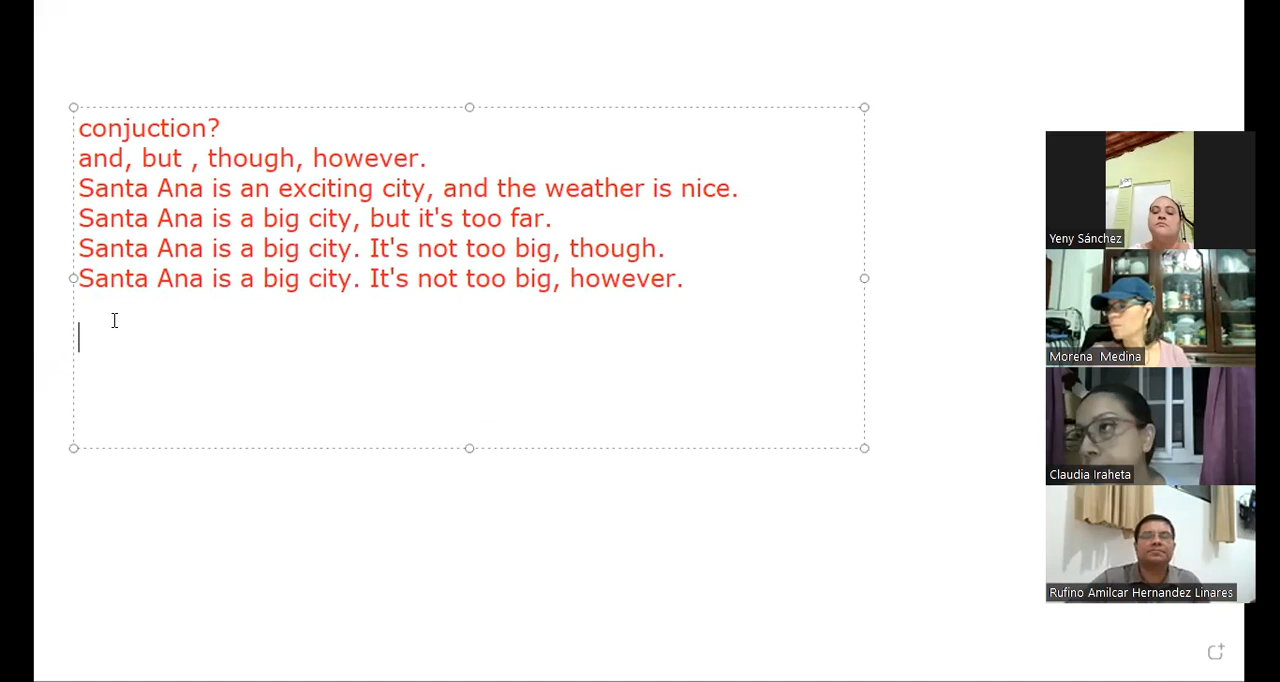 conjuction?
and, but , though, however.
Santa Ana is an exciting city, and the weather is nice.
Santa Ana is a big city, but it's too far.
Santa Ana is a big city. It's not too big, though.
Santa Ana is a big city. It's not too big, however.
Yeny Sánchez
Morena Medina
Claudia Iraheta
Rufino Amilcar Hernandez Linares